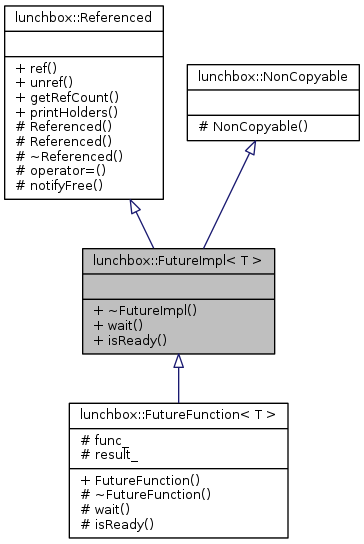 lunchbox::Referenced
+ ref()
+ unref()
+ getRefCount()
+ printHolders()
# Referenced()
# Referenced()
# ~Referenced()
# operator=()
# notifyFree()
lunchbox::NonCopyable
# NonCopyable()
lunchbox::FutureImpl< T >
+ ~FutureImpl()
+ wait()
+ isReady()
lunchbox::FutureFunction< T >
# func_
# result_
+ FutureFunction()
# ~FutureFunction()
# wait()
# isReady()